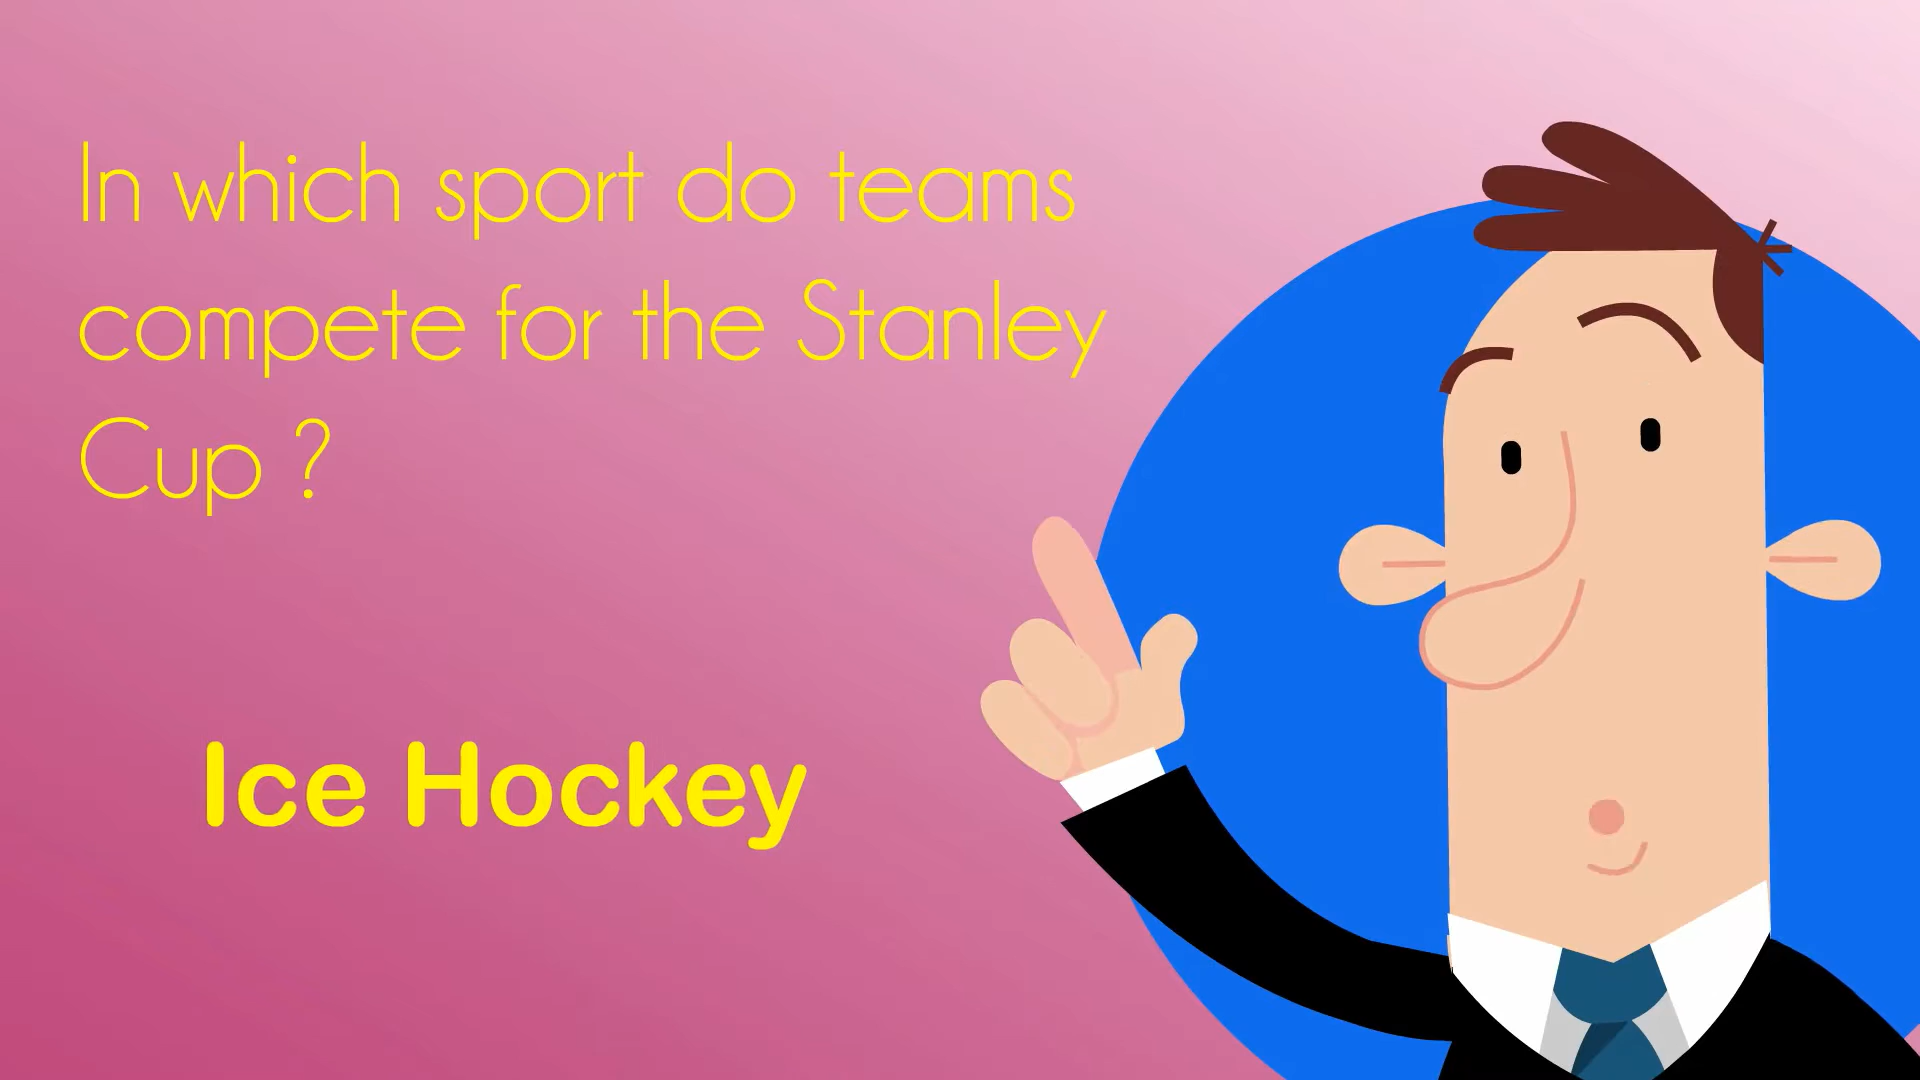 In which sport do teams
compete for the Stanley
Cup ?
Ice Hockey